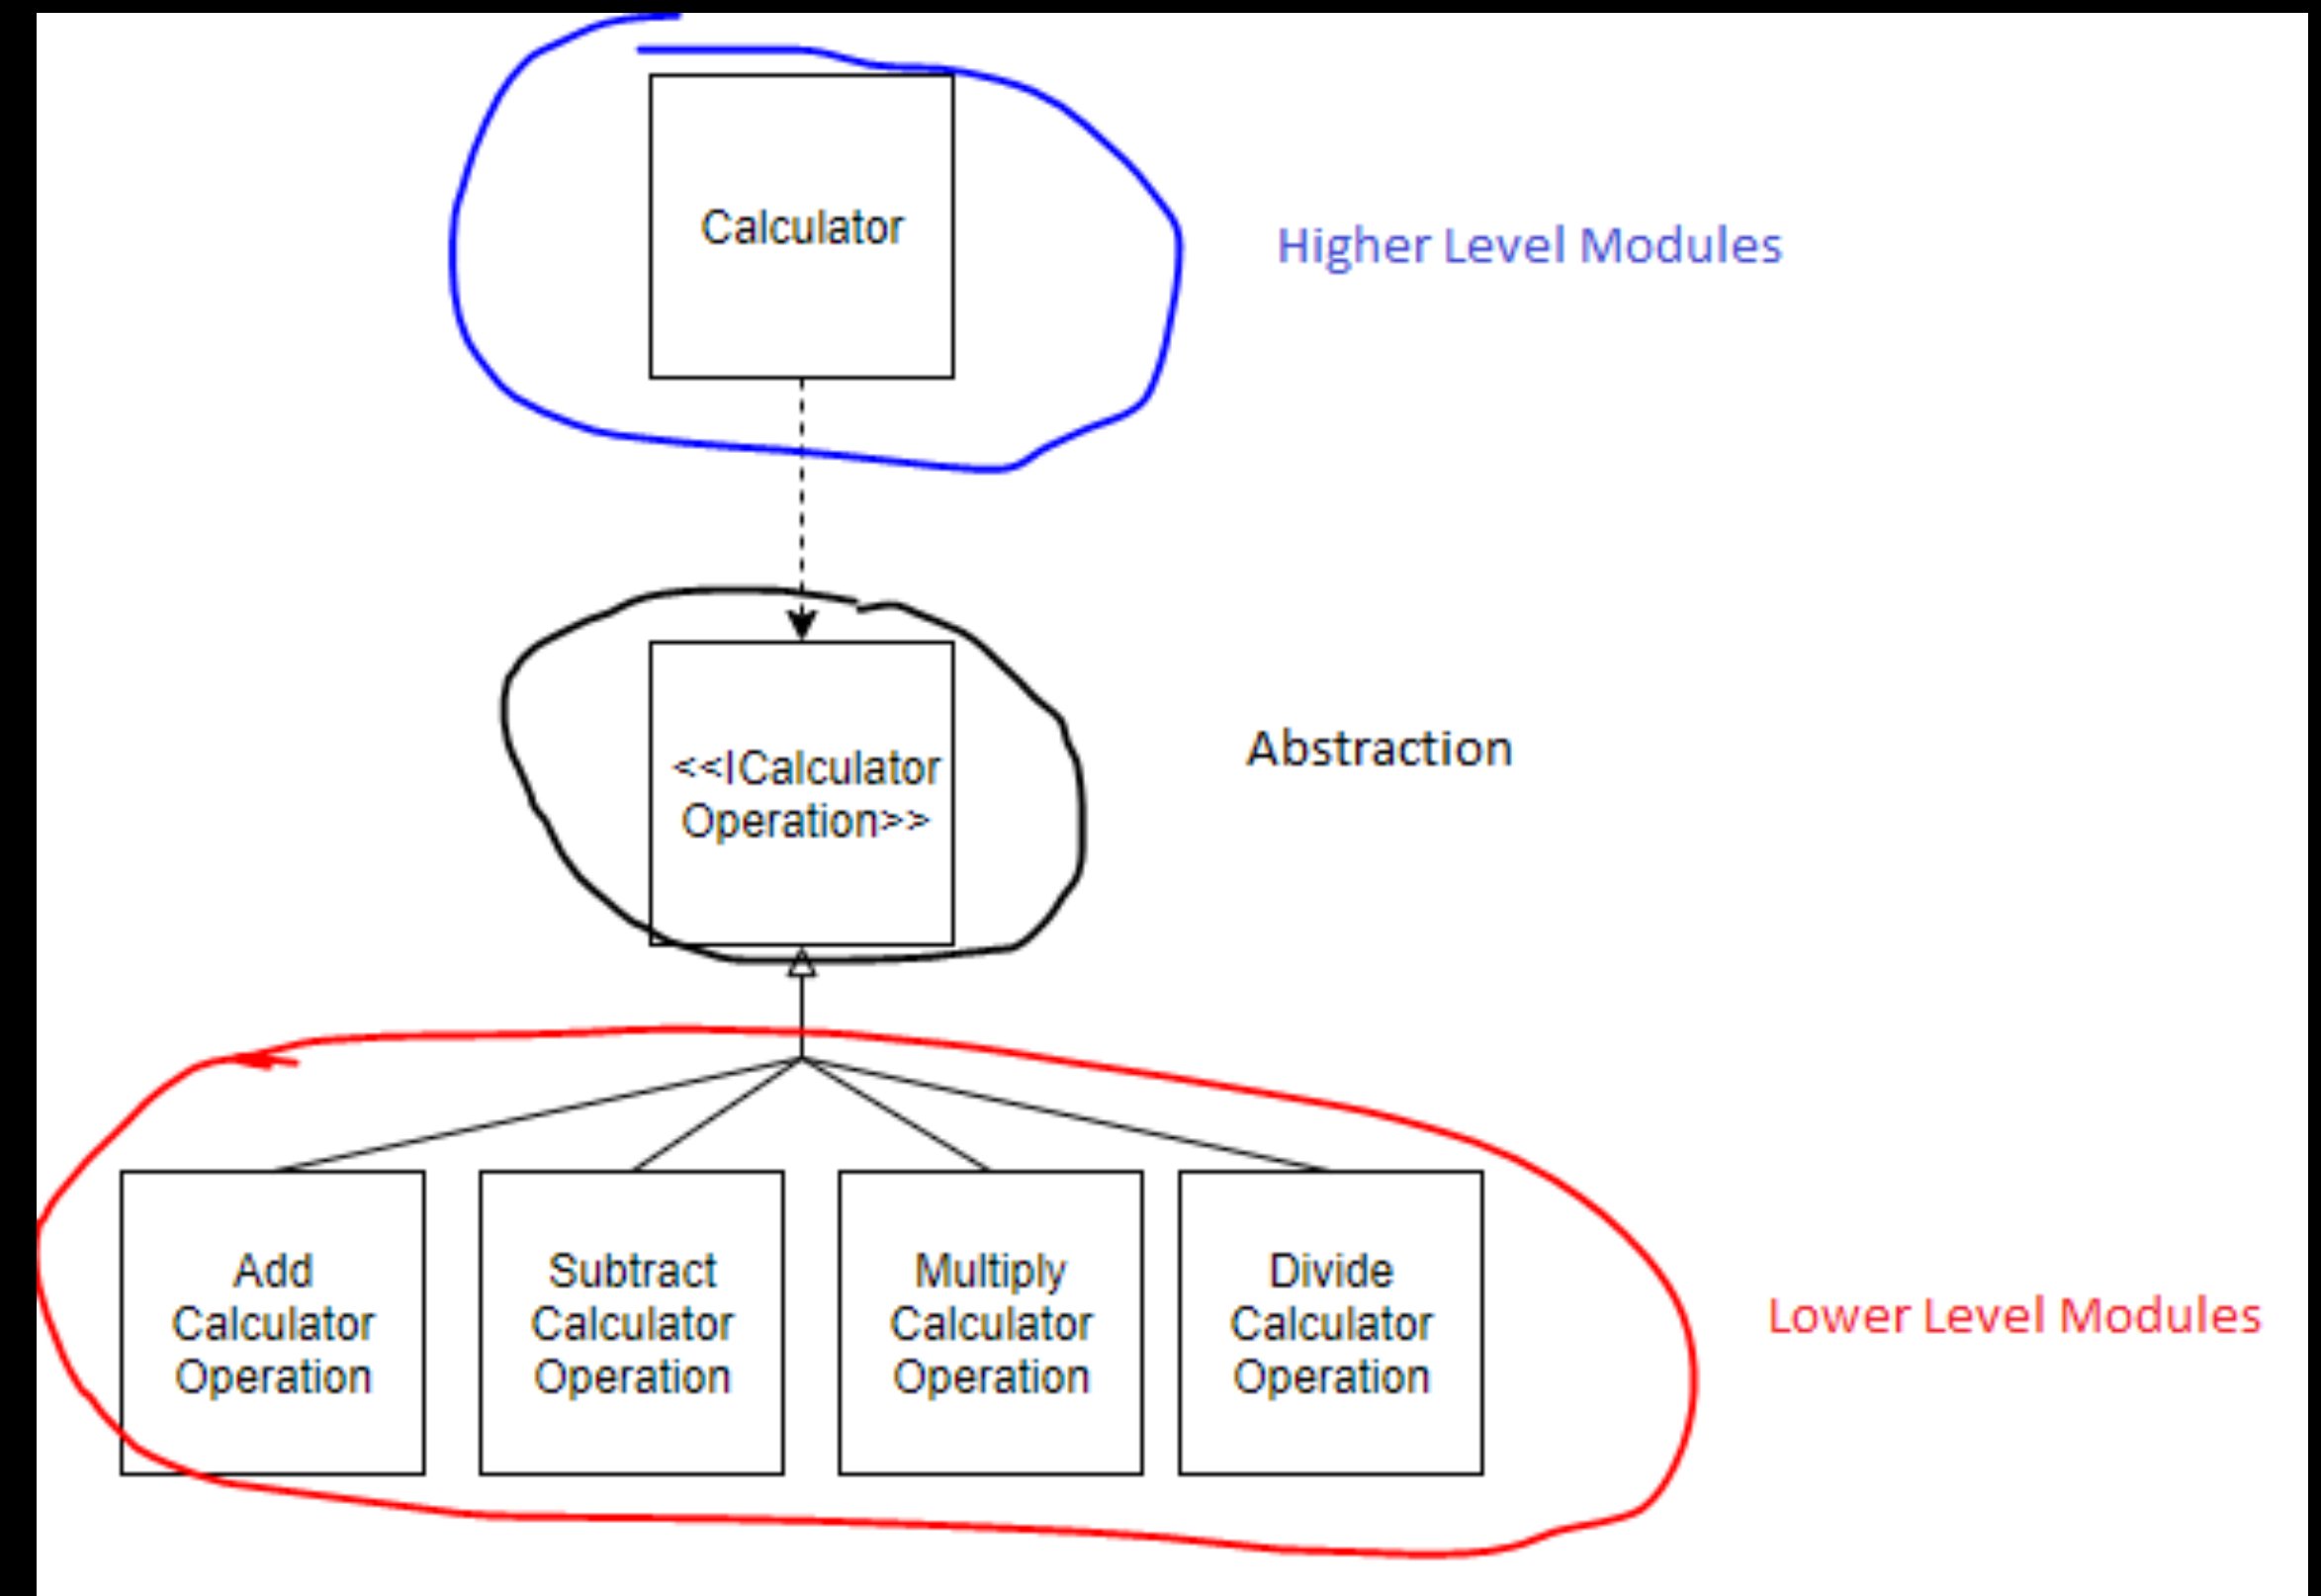 Calculator
Higher Level Modules
<<ICalculator
Operation>>
Abstraction
Add
Calculator
Operation
Subtract
Calculator
Operation
Multiply
Calculator
Operation
Divide
Calculator
Operation
Lower Level Modules